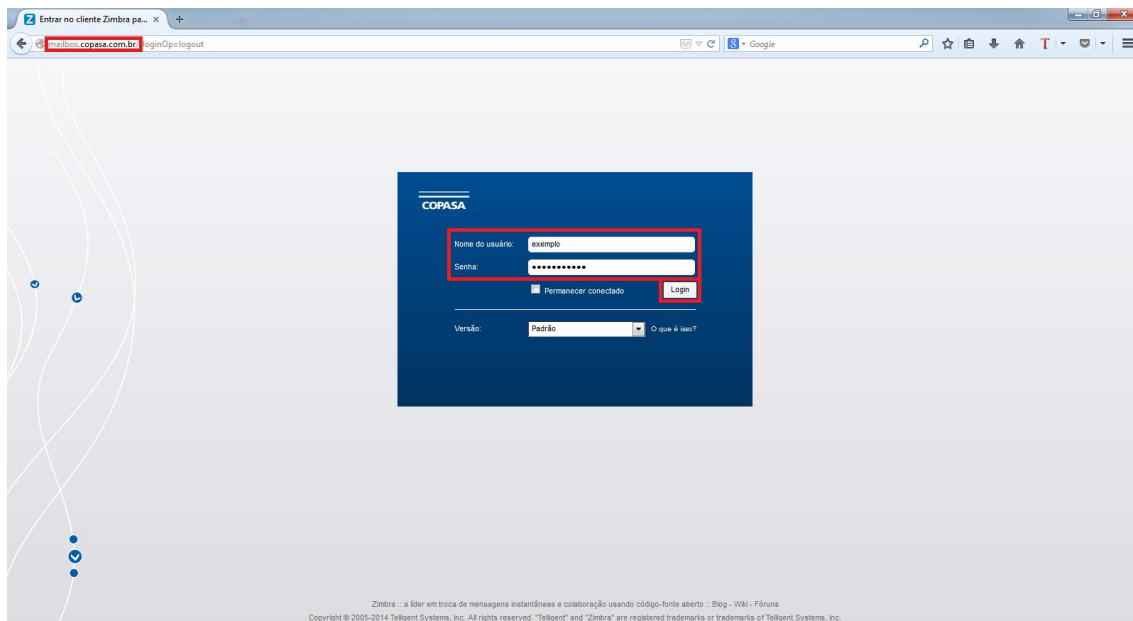 Entrar no cliente Zimbra pa...
mailbox.copasa.com.br/?loginOp=logout
Google
COPASA
Nome do usuário: exemplo
Senha: •••••••••••
Permanecer conectado Login
Versão: Padrão O que é isso?
Zimbra :: a líder em troca de mensagens instantâneas e colaboração usando código-fonte aberto :: Blog - Wiki - Fóruns
Copyright © 2005-2014 Telligent Systems, Inc. All rights reserved. "Telligent" and "Zimbra" are registered trademarks or trademarks of Telligent Systems, Inc.